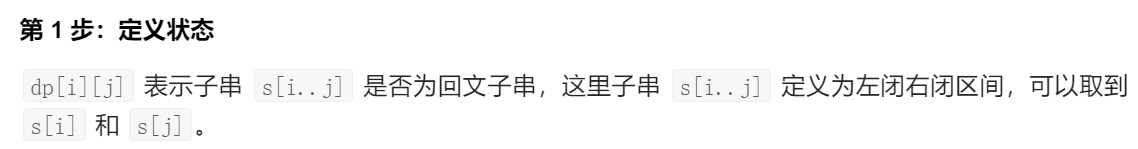 第 1 步：定义状态
dp[i][j] 表示子串 s[i..j] 是否为回文子串，这里子串 s[i..j] 定义为左闭右闭区间，可以取到
s[i] 和 s[j] 。